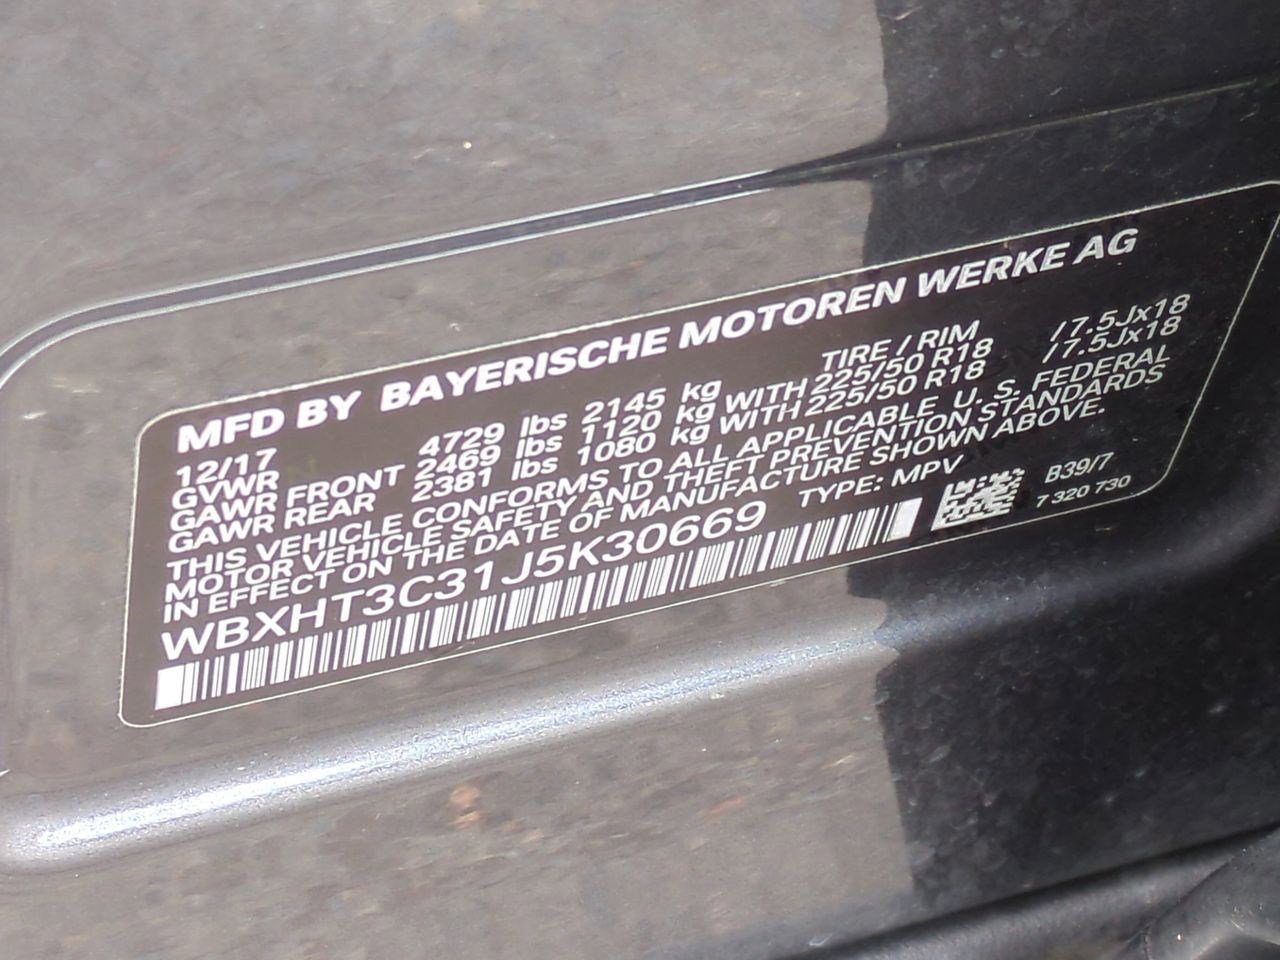 MFD BY BAYERISCHE MOTOREN WERKE AG
12/17 TIRE / RIM
GVWR 4729 lbs 2145 kg
GAWR FRONT 2469 lbs 1120 kg WITH 225/50 R18 /7.5Jx18
GAWR REAR 2381 lbs 1080 kg WITH 225/50 R18 /7.5Jx18
THIS VEHICLE CONFORMS TO ALL APPLICABLE U. S. FEDERAL
MOTOR VEHICLE SAFETY AND THEFT PREVENTION STANDARDS
IN EFFECT ON THE DATE OF MANUFACTURE SHOWN ABOVE.
WBXHT3C31J5K30669 TYPE: MPV
B39/7
7 320 730